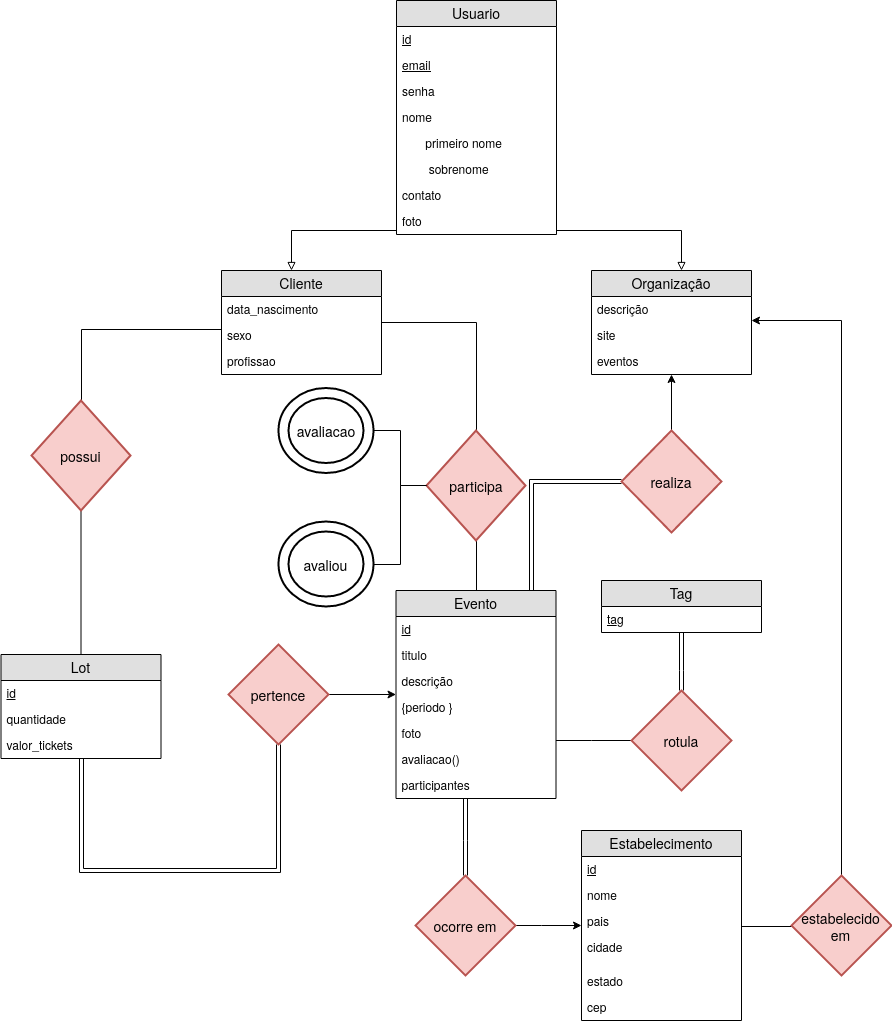 Usuario
id
email
senha
nome
primeiro nome
sobrenome
contato
foto
Cliente
data_nascimento
sexo
profissao
Organização
descrição
site
eventos
possui
avaliacao
participa
realiza
avaliou
Evento
id
titulo
descrição
{periodo }
foto
avaliacao()
participantes
Tag
tag
Lot
id
quantidade
valor_tickets
pertence
rotula
Estabelecimento
id
nome
pais
cidade
estado
cep
ocorre em
estabelecido
em